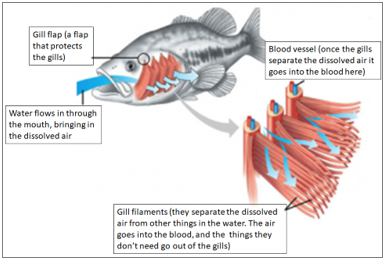 Gill flap (a flap
that protects
the gills)
Blood vessel (once the gills
separate the dissolved air it
goes into the blood here)
Water flows in through
the mouth, bringing in
the dissolved air
Gill filaments (they separate the dissolved
air from other things in the water. The air
goes into the blood, and the  things they
don't need go out of the gills)